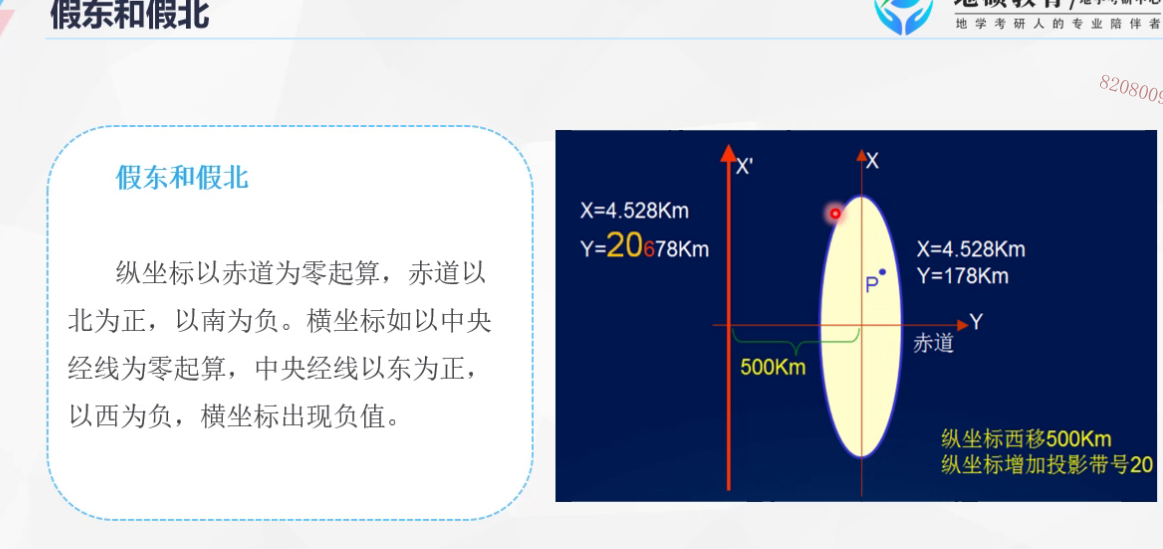 假东和假北
地学考研人的专业陪伴者
8208009
假东和假北
纵坐标以赤道为零起算，赤道以
北为正，以南为负。横坐标如以中央
经线为零起算，中央经线以东为正，
以西为负，横坐标出现负值。
X'
X
X=4.528Km
Y=20678Km
X=4.528Km
Y=178Km
P
Y
赤道
500Km
纵坐标西移500Km
纵坐标增加投影带号20